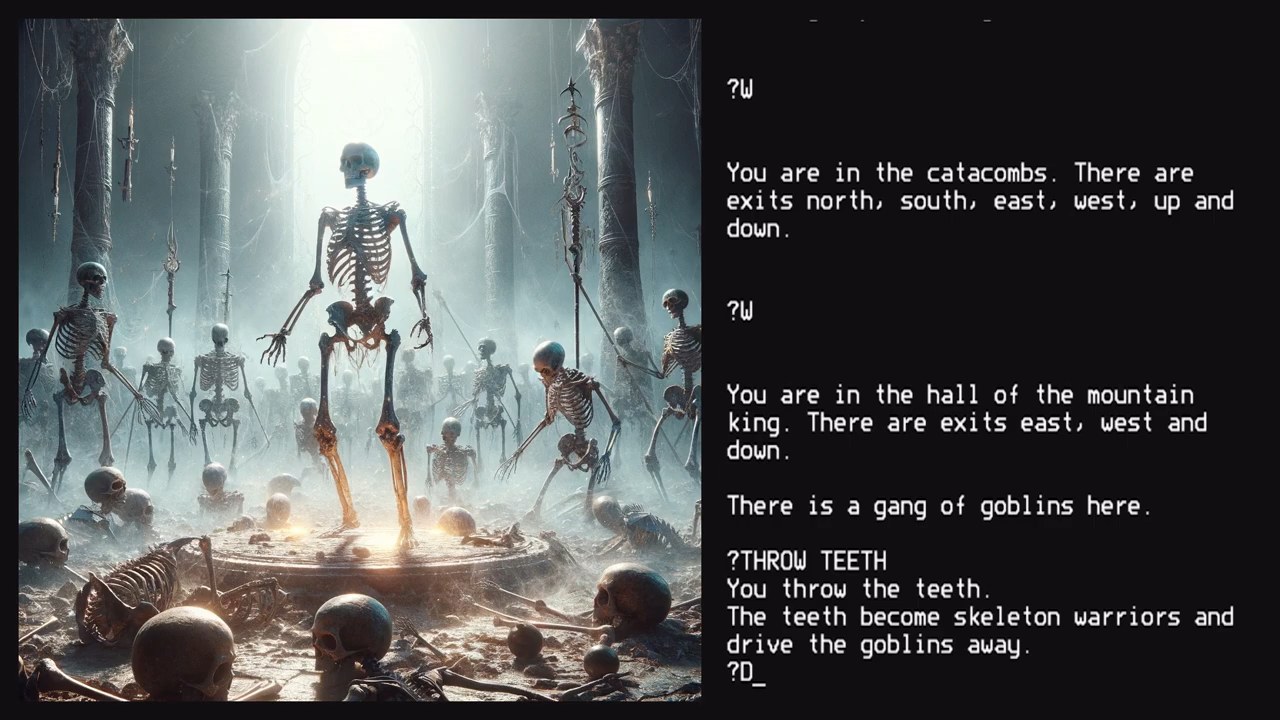 ?W
You are in the catacombs. There are
exits north, south, east, west, up and
down.
?W
You are in the hall of the mountain
king. There are exits east, west and
down.
There is a gang of goblins here.
?THROW TEETH
You throw the teeth.
The teeth become skeleton warriors and
drive the goblins away.
?D_